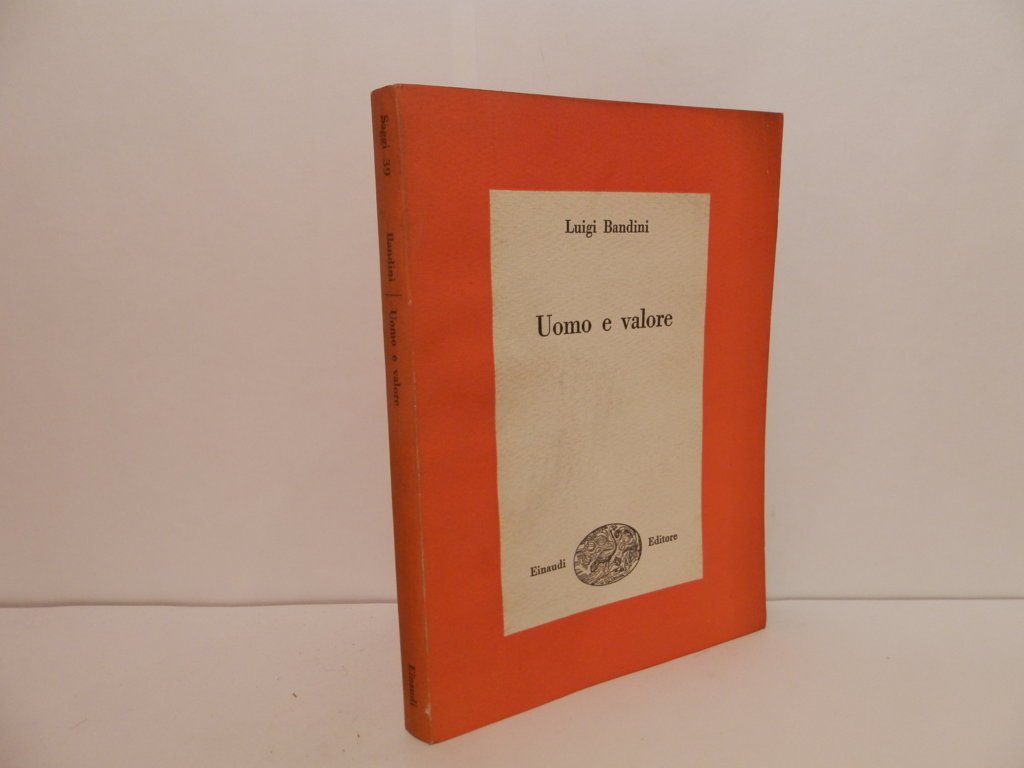 Saggi 39
Bandini | Uomo e valore
Einaudi
Luigi Bandini
Uomo e valore
Einaudi Editore